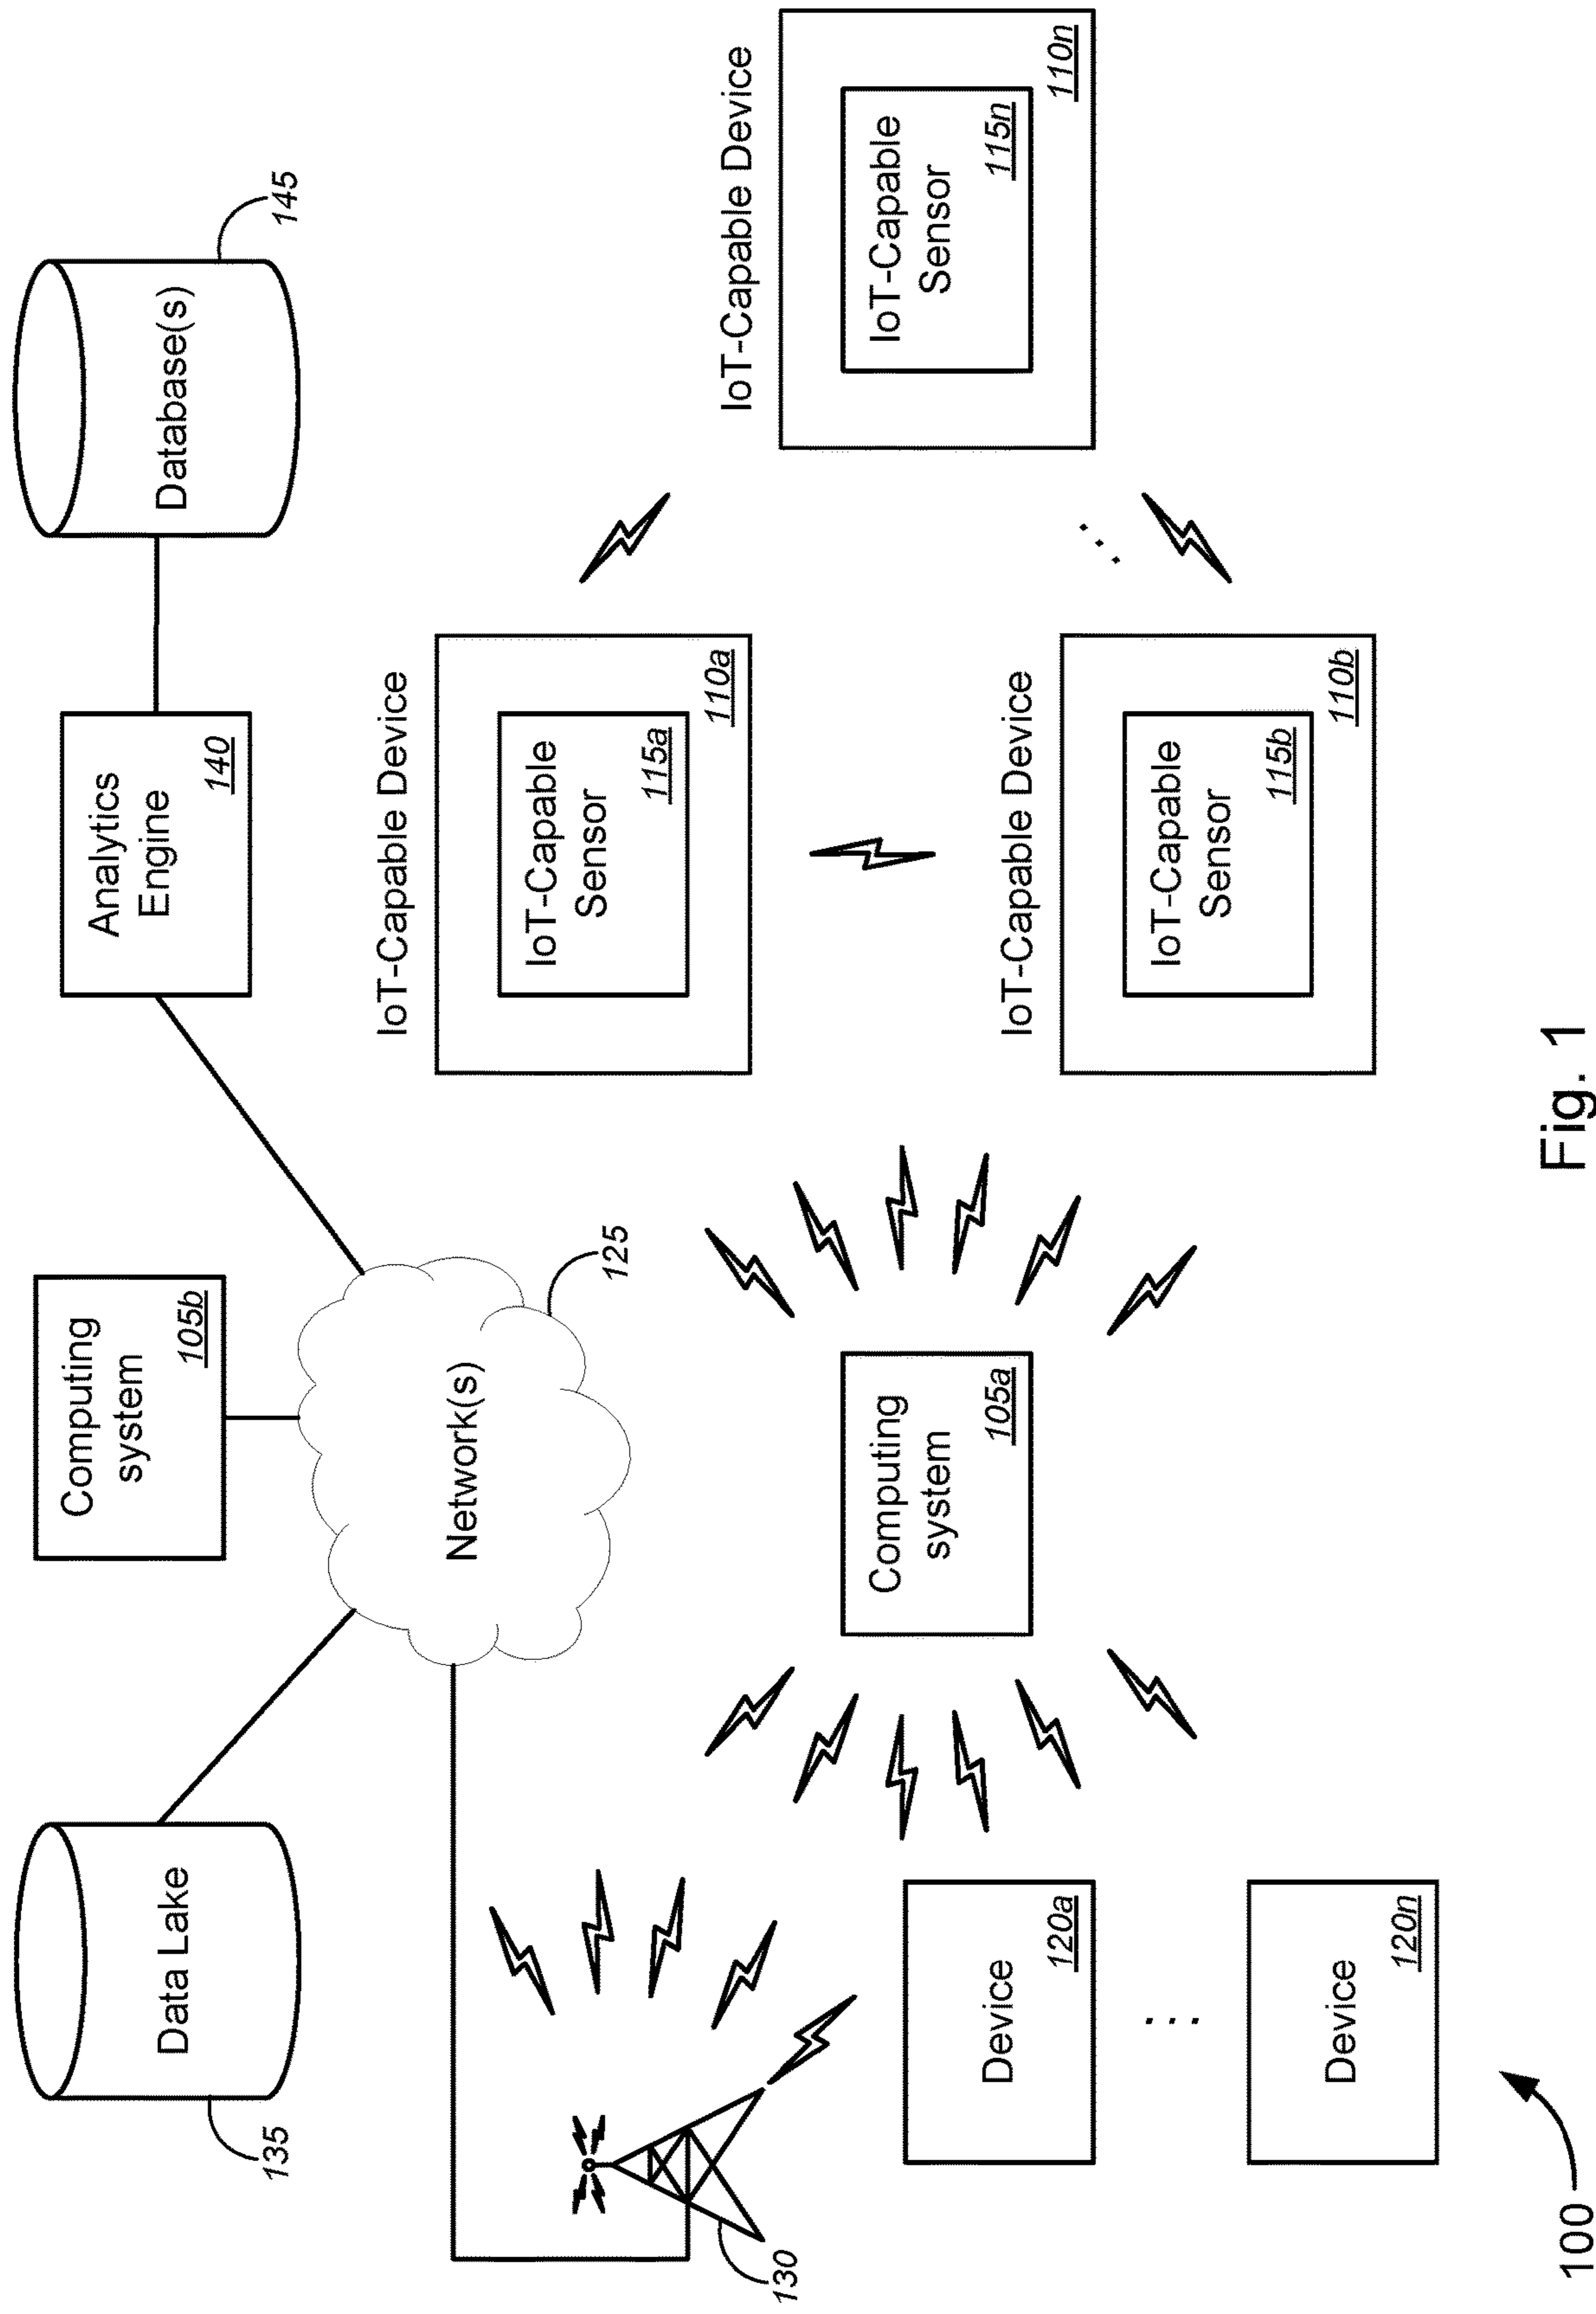 Data Lake
135
Computing
system
105b
Analytics
Engine
140
Database(s)
145
Network(s)
125
130
IoT-Capable Device
IoT-Capable
Sensor
115a
110a
IoT-Capable Device
IoT-Capable
Sensor
115n
110n
Computing
system
105a
Device
120a
. . .
Device
120n
IoT-Capable Device
IoT-Capable
Sensor
115b
110b
. . .
100
Fig. 1